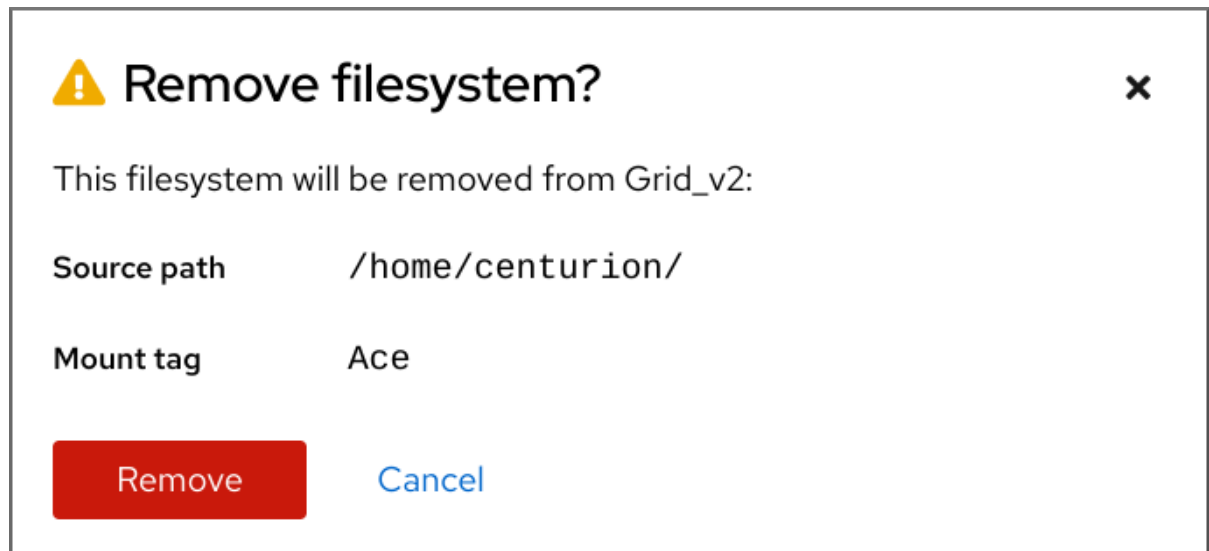 Remove filesystem?
This filesystem will be removed from Grid_v2:
Source path /home/centurion/
Mount tag Ace
Remove Cancel